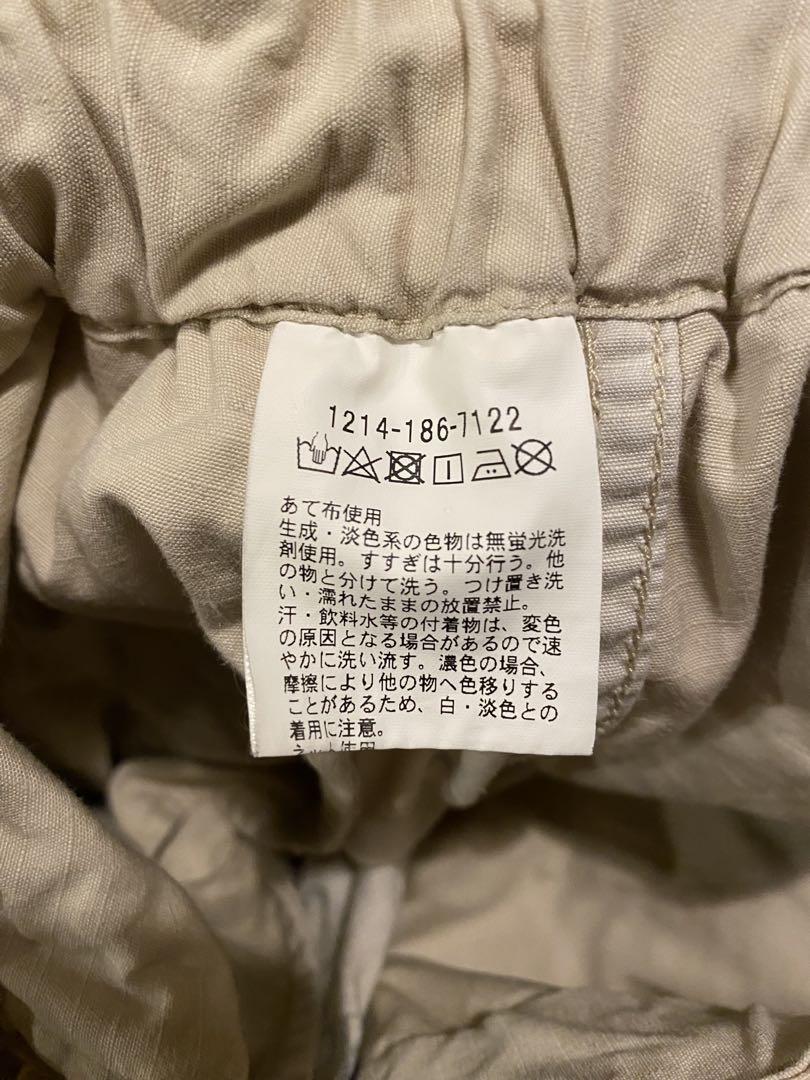 1214-186-7122
あて布使用
生成・淡色系の色物は無蛍光洗
剤使用。すすぎは十分行う。他
の物と分けて洗う。つけ置き洗
い・濡れたままの放置禁止。
汗・飲料水等の付着物は、変色
の原因となる場合があるので速
やかに洗い流す。濃色の場合、
摩擦により他の物へ色移りする
ことがあるため、白・淡色との
着用に注意。
ネット使用